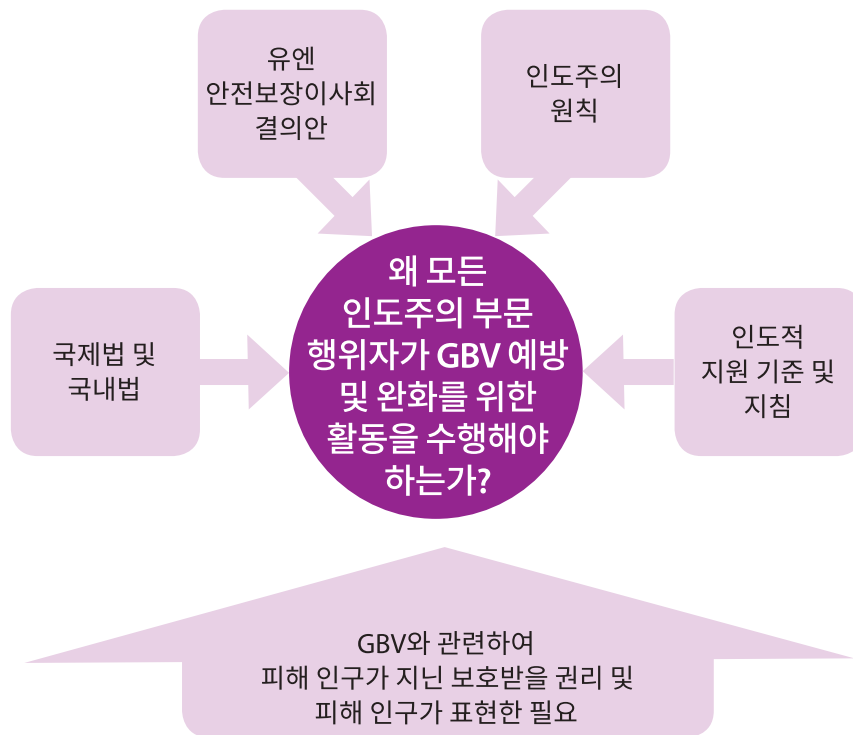 유엔
안전보장이사회
결의안
인도주의
원칙
국제법 및
국내법
왜 모든
인도주의 부문
행위자가 GBV 예방
및 완화를 위한
활동을 수행해야
하는가?
인도적
지원 기준 및
지침
GBV와 관련하여
피해 인구가 지닌 보호받을 권리 및
피해 인구가 표현한 필요